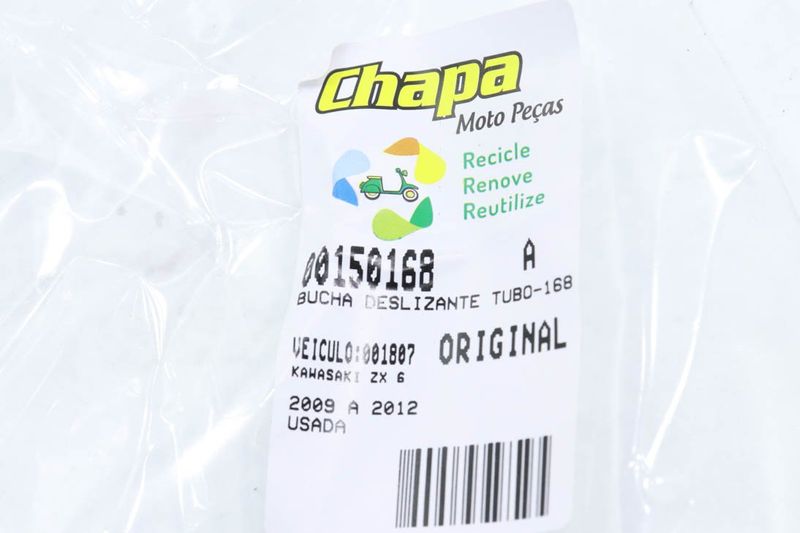 Chapa
Moto Peças
Recicle
Renove
Reutilize
00150168 A
BUCHA DESLIZANTE TUBO-168
VEICULO:001807 ORIGINAL
KAWASAKI ZX 6
2009 A 2012
USADA